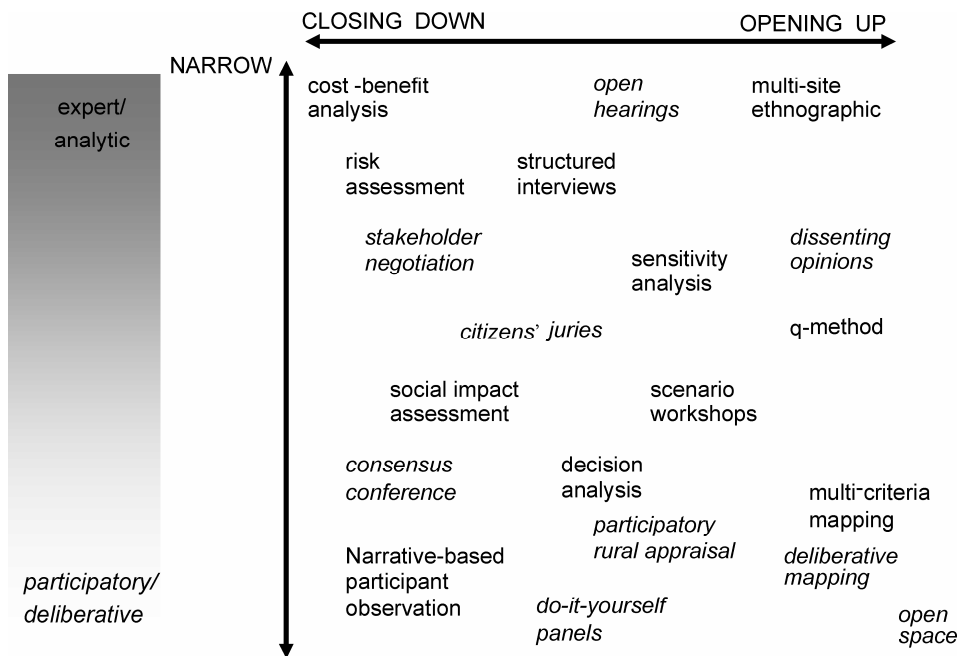 CLOSING DOWN
OPENING UP
NARROW
expert/
analytic
cost -benefit
analysis
open
hearings
multi-site
ethnographic
risk
assessment
structured
interviews
stakeholder
negotiation
sensitivity
analysis
dissenting
opinions
citizens’ juries
q-method
social impact
assessment
scenario
workshops
consensus
conference
decision
analysis
multi-criteria
mapping
participatory
rural appraisal
deliberative
mapping
Narrative-based
participant
observation
participatory/
deliberative
do-it-yourself
panels
open
space